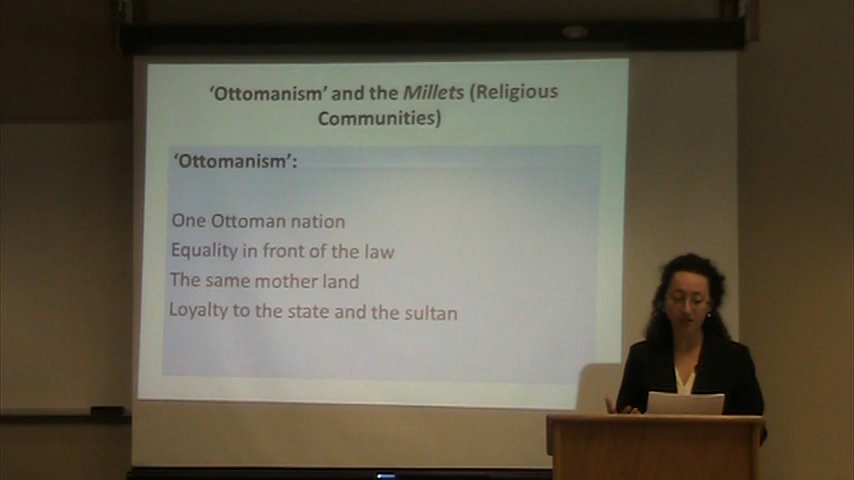 ‘Ottomanism’ and the Millets (Religious
Communities)
‘Ottomanism’:
One Ottoman nation
Equality in front of the law
The same mother land
Loyalty to the state and the sultan